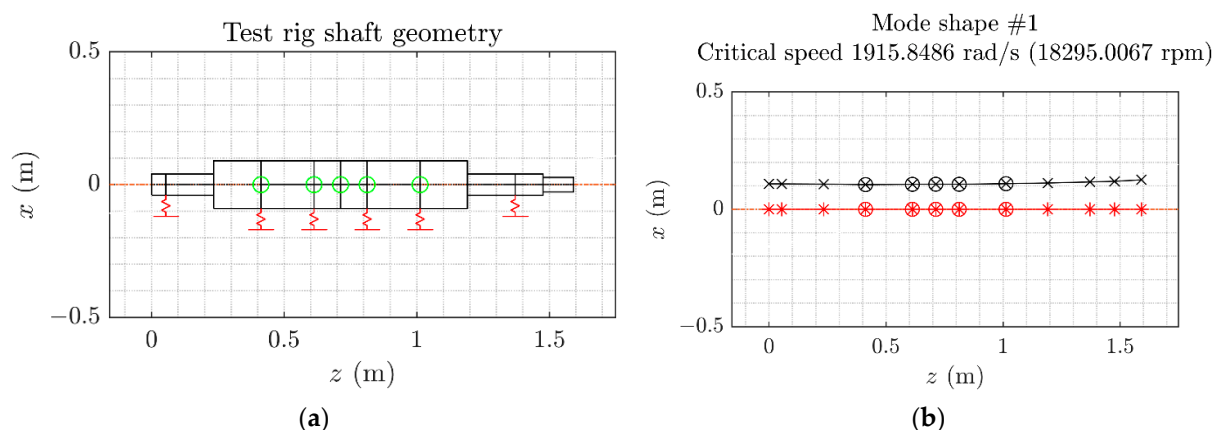 Test rig shaft geometry
0.5
0
−0.5
x (m)
0
0.5
1
1.5
z (m)
(a)
Mode shape #1
Critical speed 1915.8486 rad/s (18295.0067 rpm)
0.5
0
−0.5
x (m)
0
0.5
1
1.5
z (m)
(b)